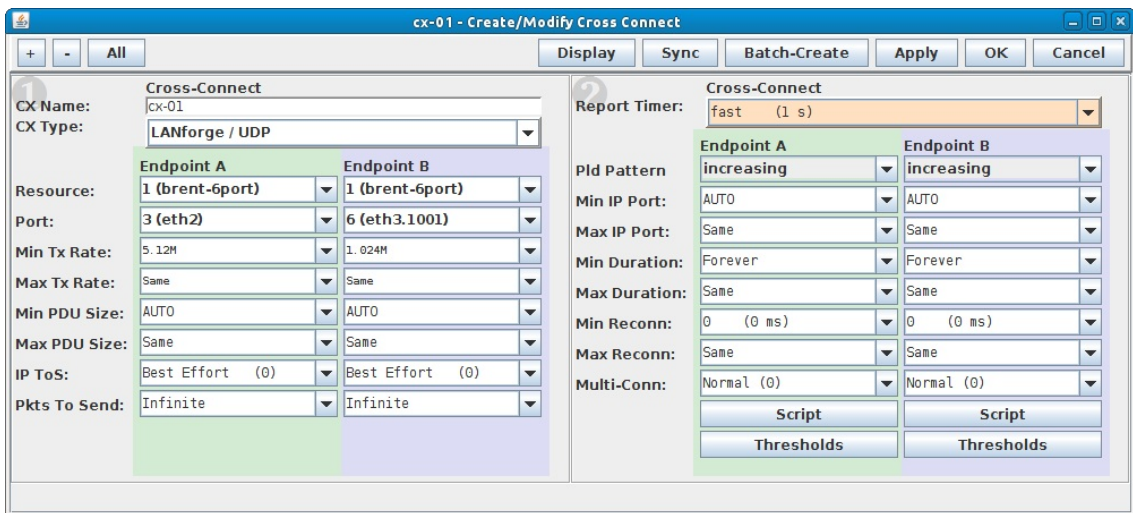 cx-01 - Create/Modify Cross Connect
+ - All Display Sync Batch-Create Apply OK Cancel
1
Cross-Connect
CX Name: cx-01
CX Type: LANforge / UDP
Endpoint A Endpoint B
Resource: 1 (brent-6port) 1 (brent-6port)
Port: 3 (eth2) 6 (eth3.1001)
Min Tx Rate: 5.12M 1.024M
Max Tx Rate: Same Same
Min PDU Size: AUTO AUTO
Max PDU Size: Same Same
IP ToS: Best Effort (0) Best Effort (0)
Pkts To Send: Infinite Infinite
2
Cross-Connect
Report Timer: fast (1 s)
Endpoint A Endpoint B
Pld Pattern increasing increasing
Min IP Port: AUTO AUTO
Max IP Port: Same Same
Min Duration: Forever Forever
Max Duration: Same Same
Min Reconn: 0 (0 ms) 0 (0 ms)
Max Reconn: Same Same
Multi-Conn: Normal (0) Normal (0)
Script Script
Thresholds Thresholds